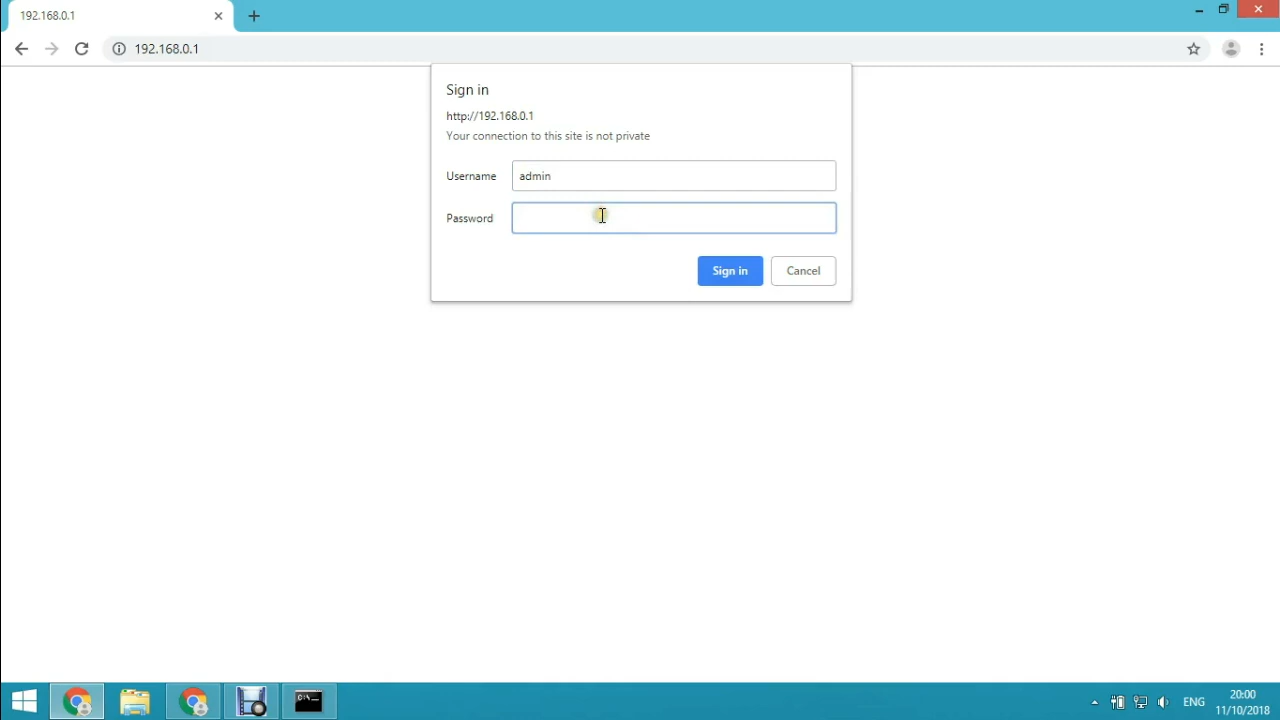 192.168.0.1
192.168.0.1
Sign in
http://192.168.0.1
Your connection to this site is not private
Username admin
Password
Sign in Cancel
C:\_
ENG
20:00
11/10/2018